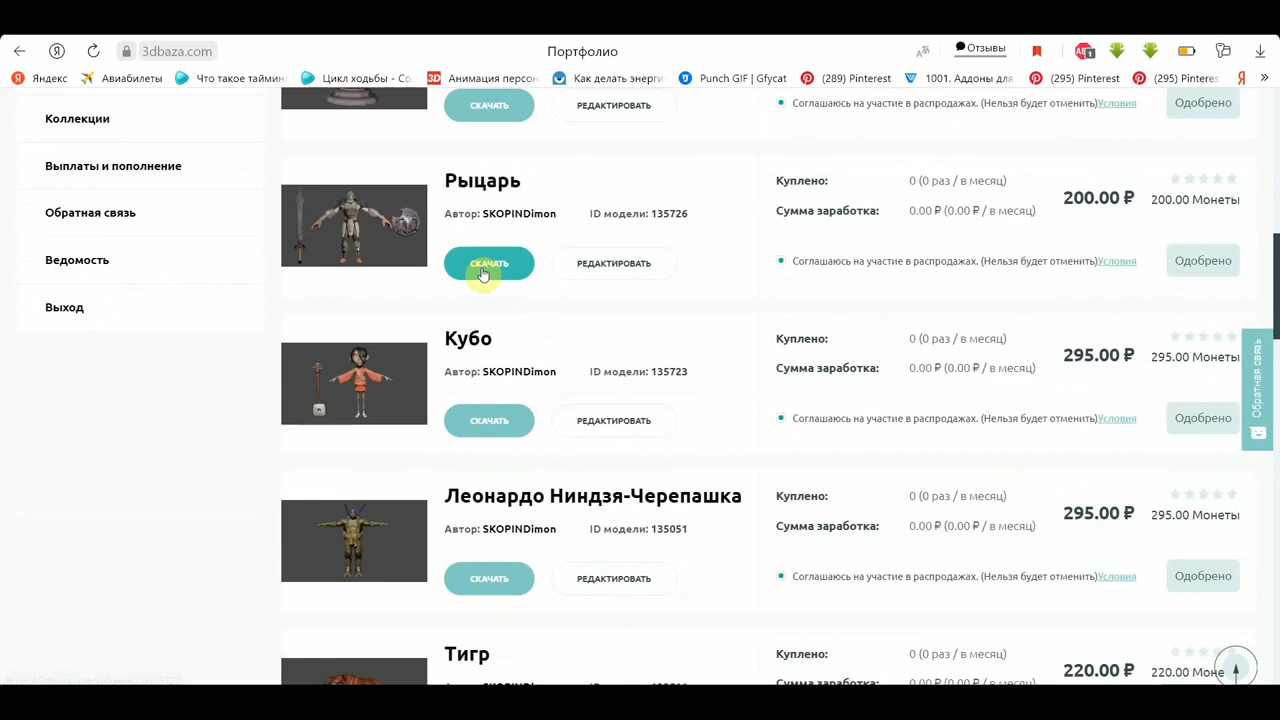 3dbaza.com
Портфолио
Отзывы
Яндекс
Авиабилеты
Что такое таймин
Цикл ходьбы - Со
Анимация персон
Как делать энерги
Punch GIF | Gfycat
(289) Pinterest
1001. Аддоны для
(295) Pinterest
(295) Pinteres
»
Коллекции
Выплаты и пополнение
Обратная связь
Ведомость
Выход
СКАЧАТЬ
РЕДАКТИРОВАТЬ
Соглашаюсь на участие в распродажах. (Нельзя будет отменить)Условия
Одобрено
Рыцарь
Автор: SKOPINDimon
ID модели: 135726
СКАЧАТЬ
РЕДАКТИРОВАТЬ
Куплено: 0 (0 раз / в месяц)
Сумма заработка: 0.00 ₽ (0.00 ₽ / в месяц)
200.00 ₽
200.00 Монеты
Соглашаюсь на участие в распродажах. (Нельзя будет отменить)Условия
Одобрено
Кубо
Автор: SKOPINDimon
ID модели: 135723
СКАЧАТЬ
РЕДАКТИРОВАТЬ
Куплено: 0 (0 раз / в месяц)
Сумма заработка: 0.00 ₽ (0.00 ₽ / в месяц)
295.00 ₽
295.00 Монеты
Соглашаюсь на участие в распродажах. (Нельзя будет отменить)Условия
Одобрено
Обратная связь
Леонардо Ниндзя-Черепашка
Автор: SKOPINDimon
ID модели: 135051
СКАЧАТЬ
РЕДАКТИРОВАТЬ
Куплено: 0 (0 раз / в месяц)
Сумма заработка: 0.00 ₽ (0.00 ₽ / в месяц)
295.00 ₽
295.00 Монеты
Соглашаюсь на участие в распродажах. (Нельзя будет отменить)Условия
Одобрено
Тигр
Куплено: 0 (0 раз / в месяц)
220.00 ₽
220.00 Моне